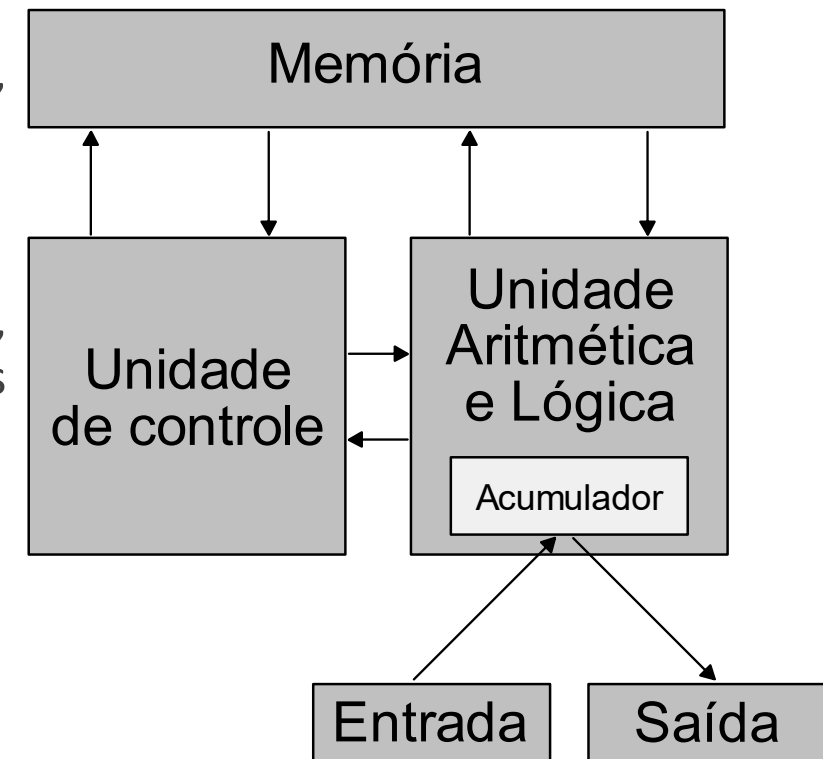 Memória
Unidade
de controle
Unidade
Aritmética
e Lógica
Acumulador
Entrada
Saída